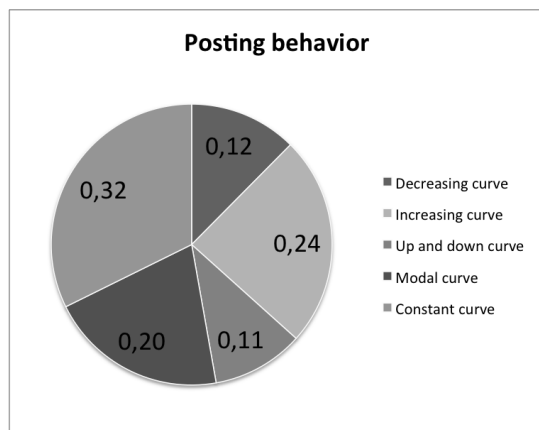 Posting behavior
0,12
0,24
0,11
0,20
0,32
Decreasing curve
Increasing curve
Up and down curve
Modal curve
Constant curve